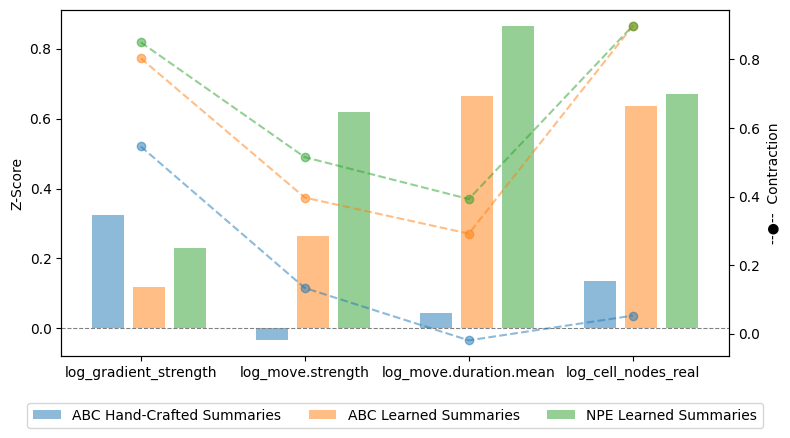 0.8
0.6
0.4
0.2
0.0
Z-Score
0.8
0.6
0.4
0.2
0.0
--●-- Contraction
log_gradient_strength
log_move.strength
log_move.duration.mean
log_cell_nodes_real
ABC Hand-Crafted Summaries
ABC Learned Summaries
NPE Learned Summaries